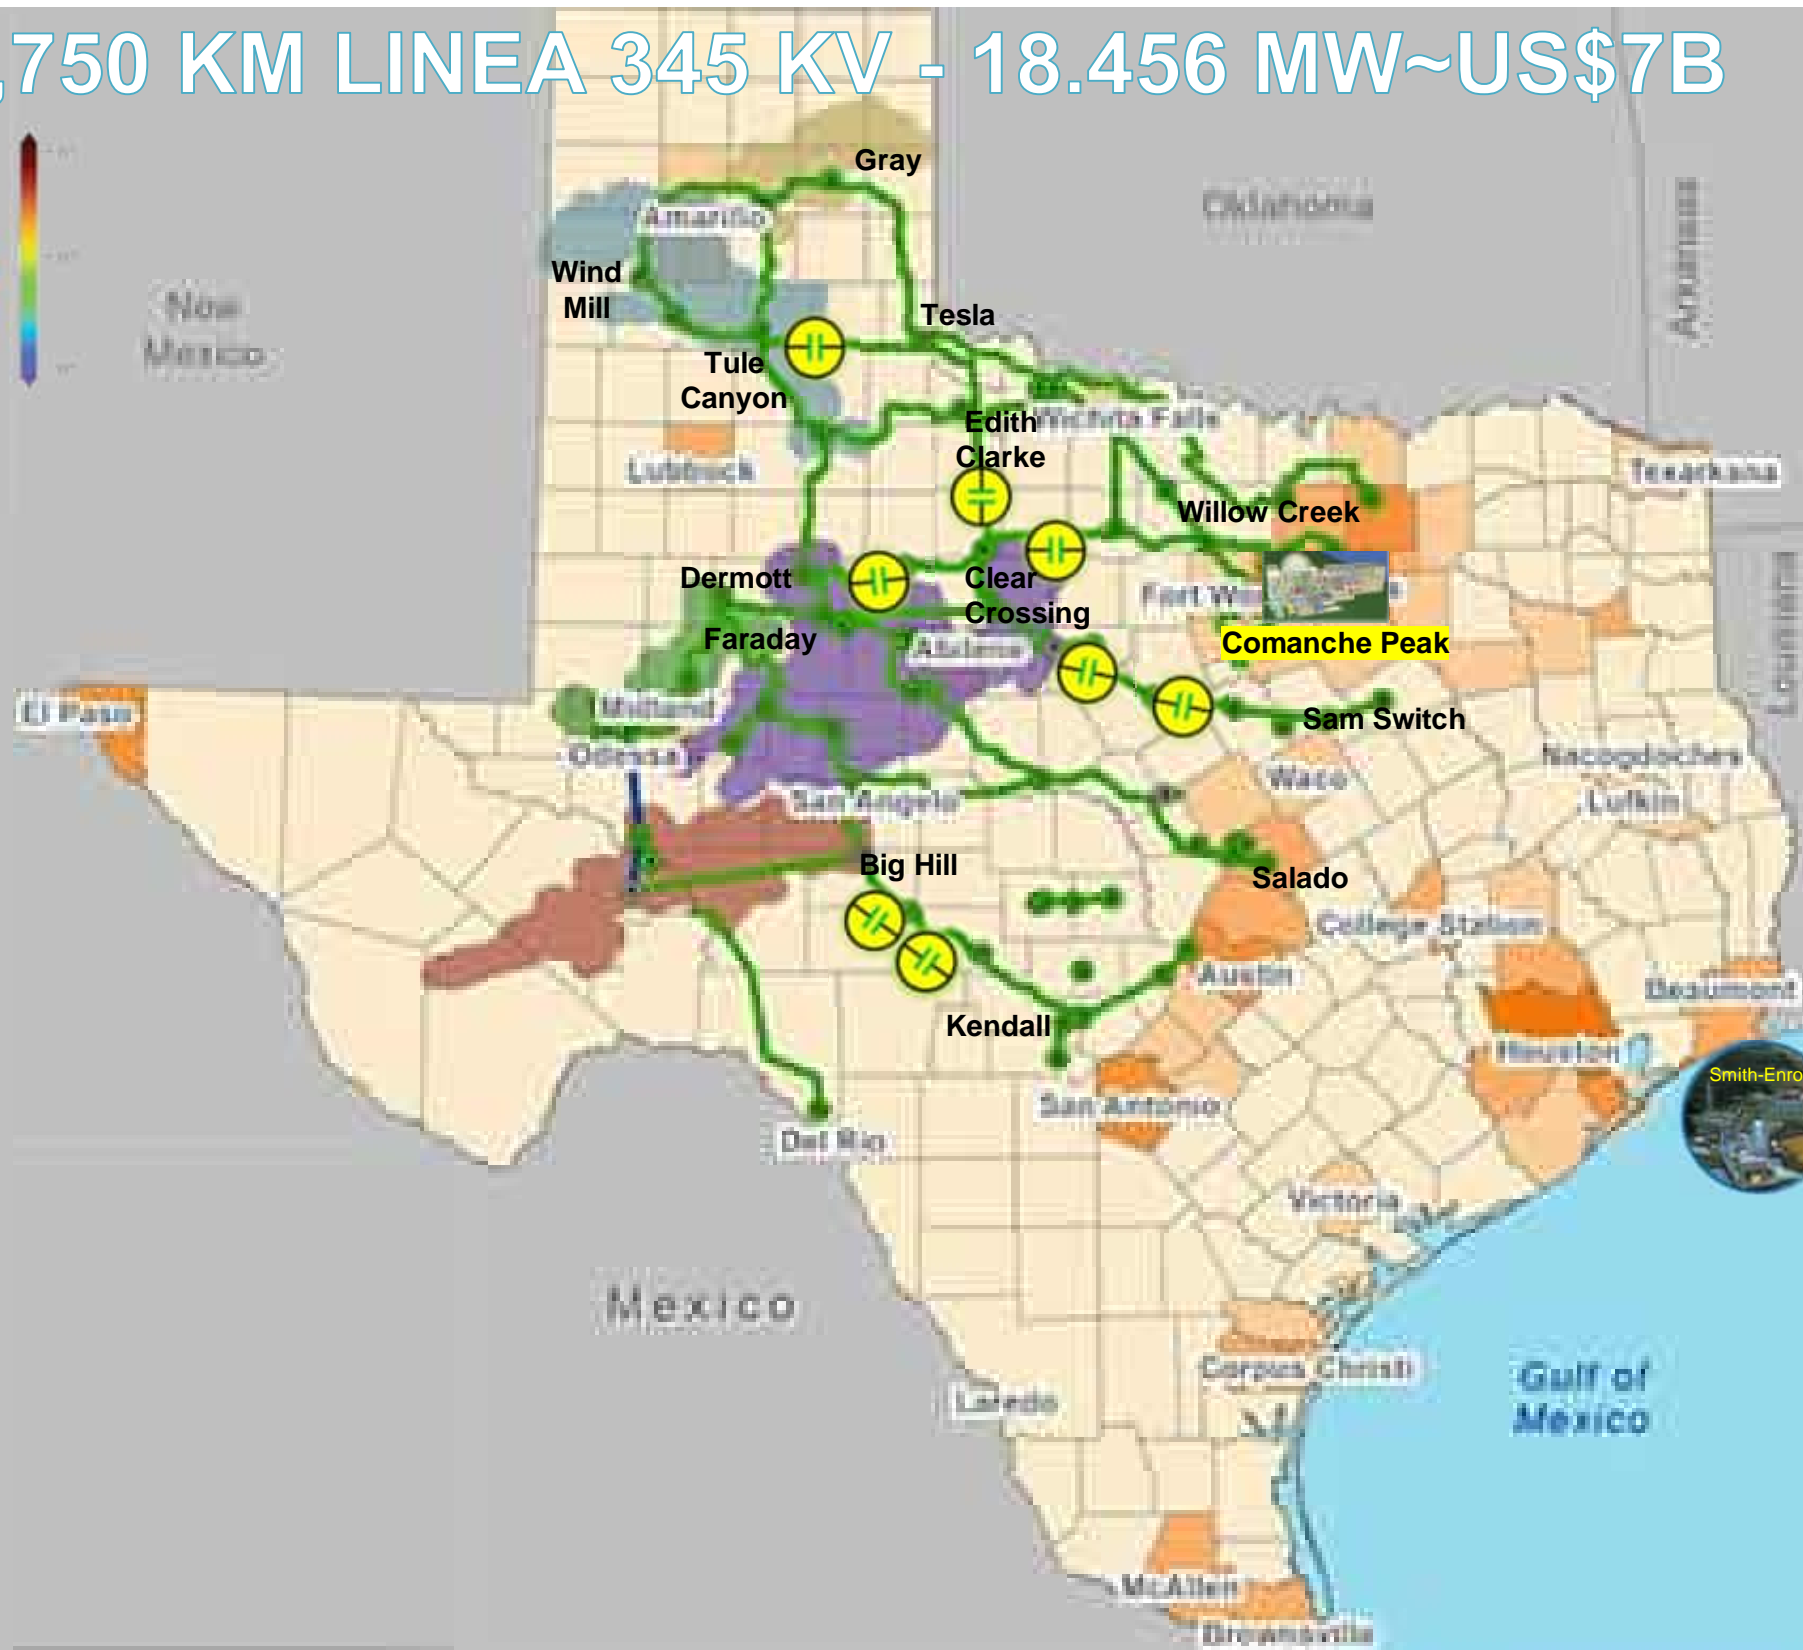 ,750 KM LINEA 345 KV - 18.456 MW~US$7B
Gray
Oklahoma
Arkansas
Amarillo
Wind
Mill
New
Mexico
Tesla
Tule
Canyon
Edith
Clarke
Wichita Falls
Lubbock
Texarkana
Willow Creek
Dermott
Clear
Crossing
Fort Wo
Comanche Peak
Faraday
Abilene
Louisiana
El Paso
Midland
Sam Switch
Odessa
Nacogdoches
Waco
San Angelo
Lufkin
Big Hill
Salado
College Station
Austin
Beaumont
Kendall
Houston
Smith-Enro
San Antonio
Del Rio
Victoria
Mexico
Corpus Christi
Gulf of
Mexico
Laredo
McAllen
Brownsville